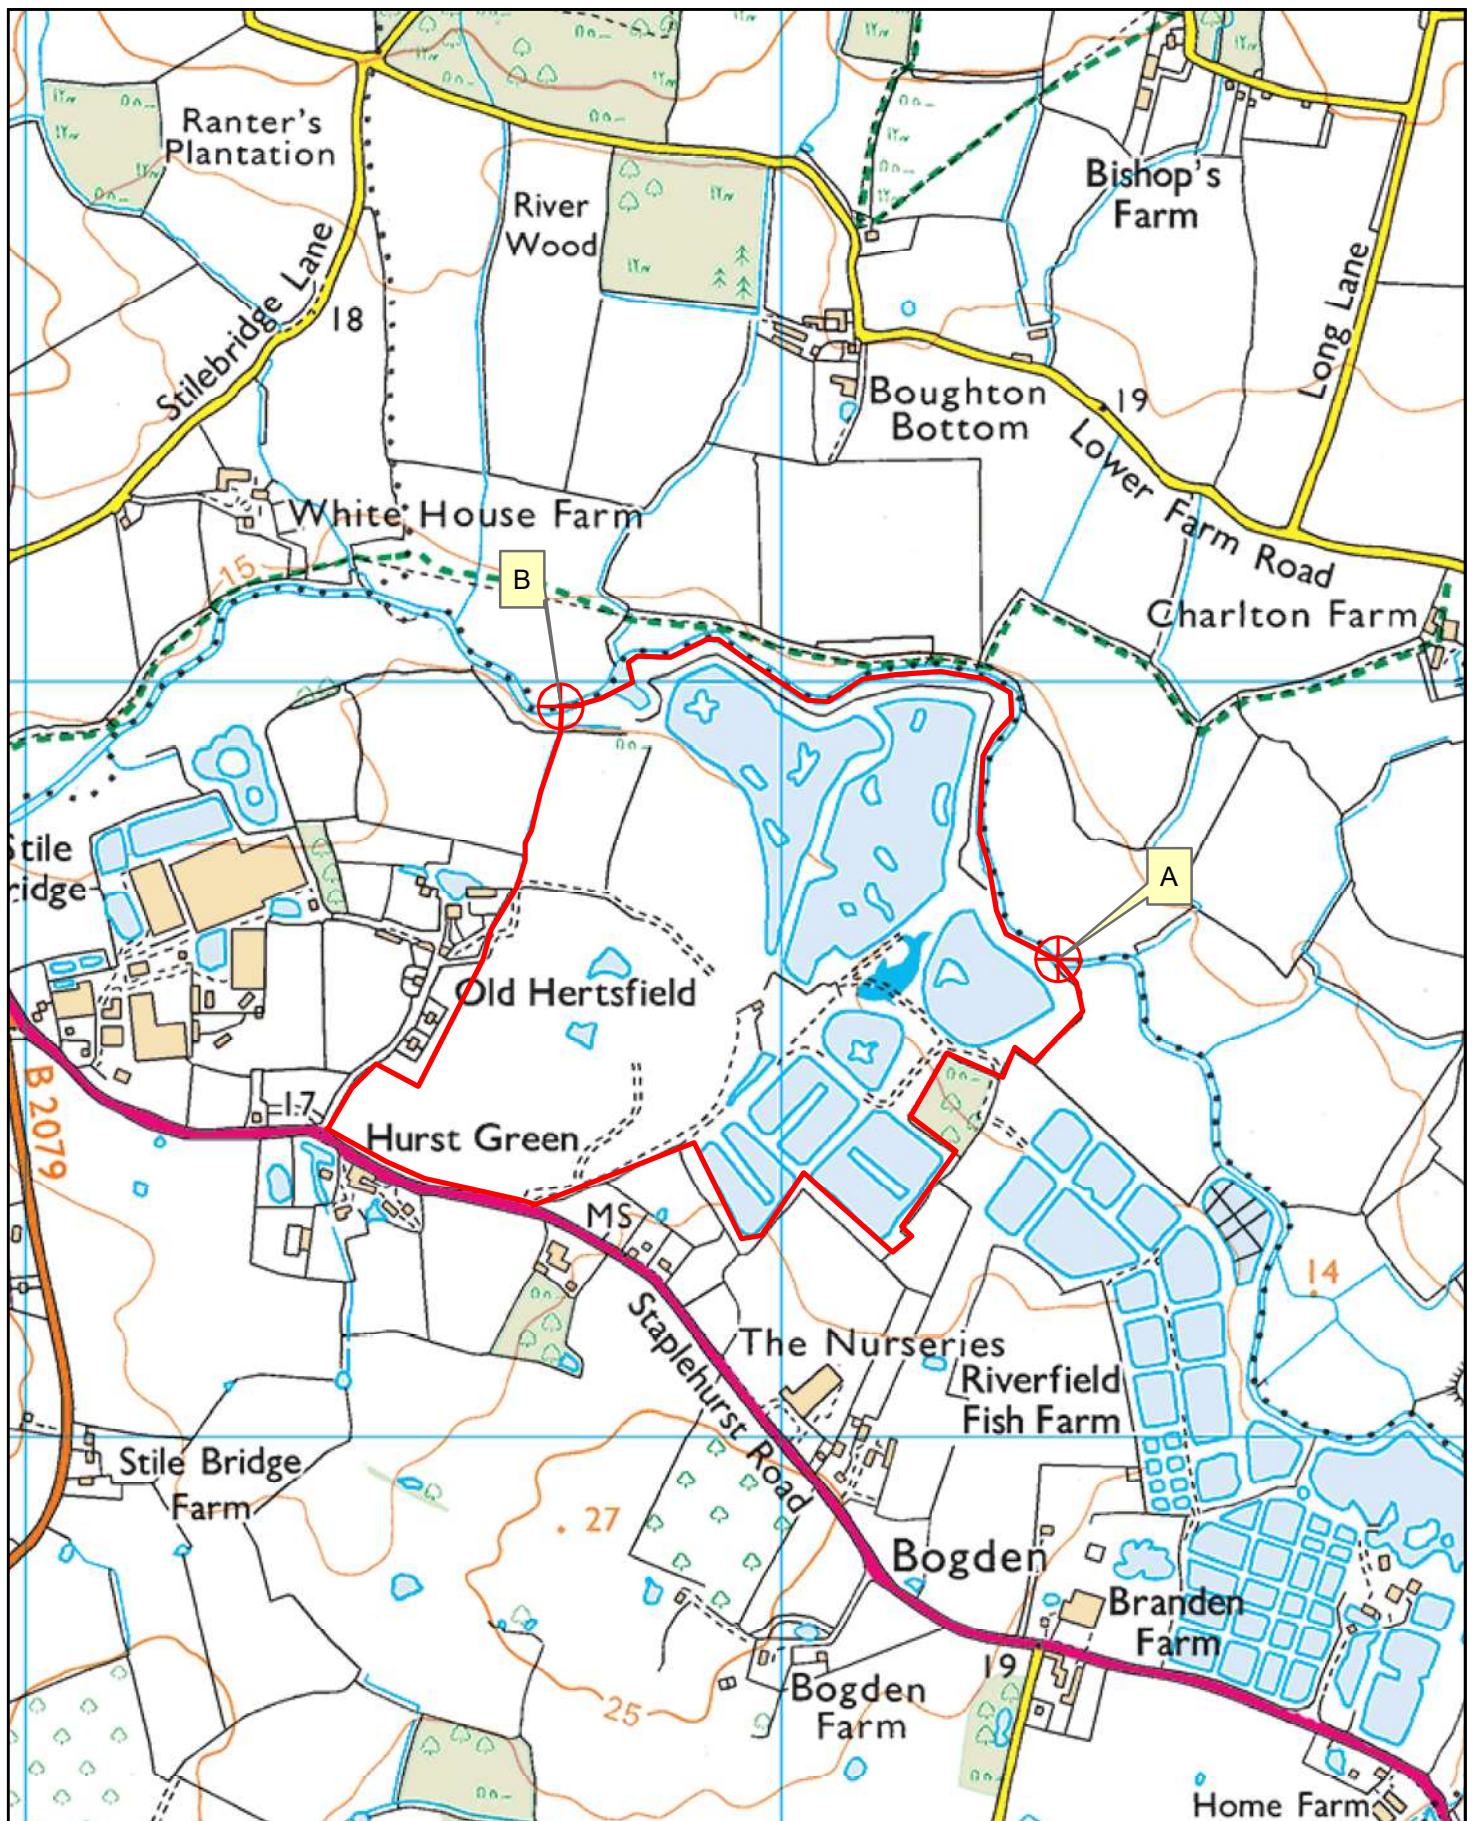 Ranter's
Plantation
River
Wood
Bishop's
Farm
Stilebridge Lane
18
Long Lane
Boughton
Bottom
19
Lower Farm Road
White House Farm
B
15
Charlton Farm
A
Stile
ridge
Old Hertsfield
B 2079
17
Hurst Green
MS
14
Staplehurst Road
The Nurseries
Riverfield
Fish Farm
Stile Bridge
Farm
27
Bogden
Branden
Farm
19
25
Bogden
Farm
Home Farm